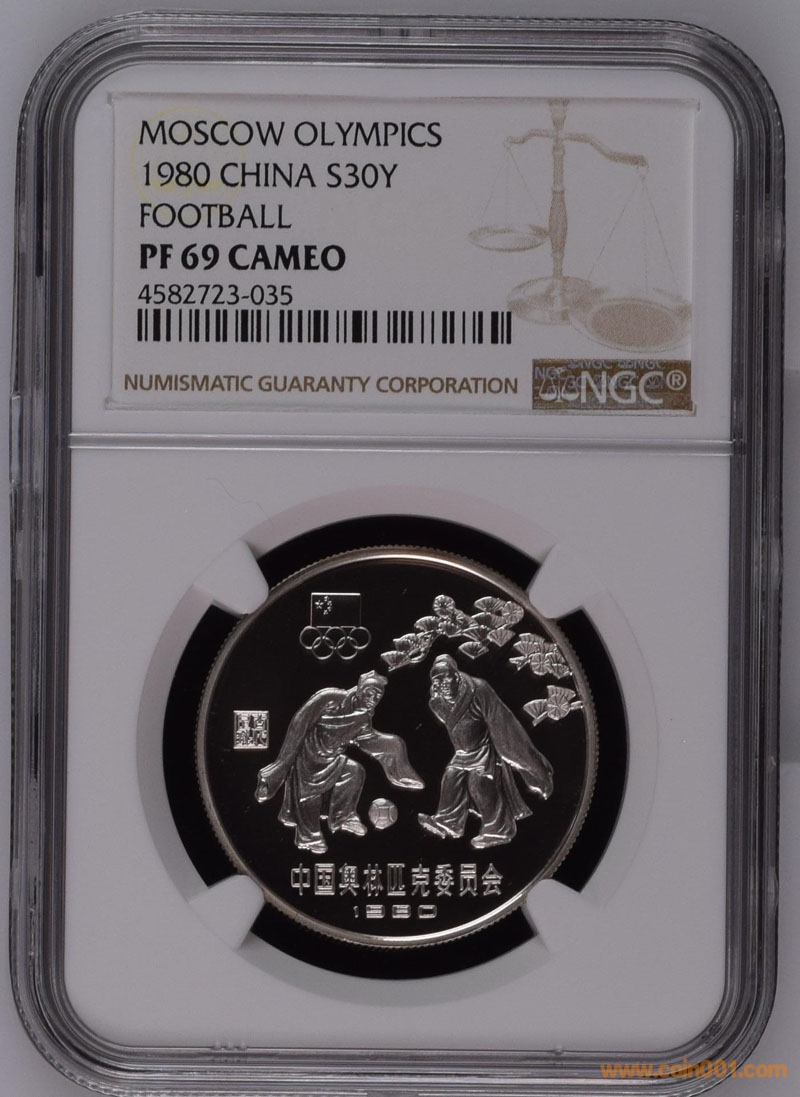 MOSCOW OLYMPICS
1980 CHINA S30Y
FOOTBALL
PF 69 CAMEO
4582723-035
NUMISMATIC GUARANTY CORPORATION
NGC®
中国奥林匹克委员会
1980
www.coin001.com